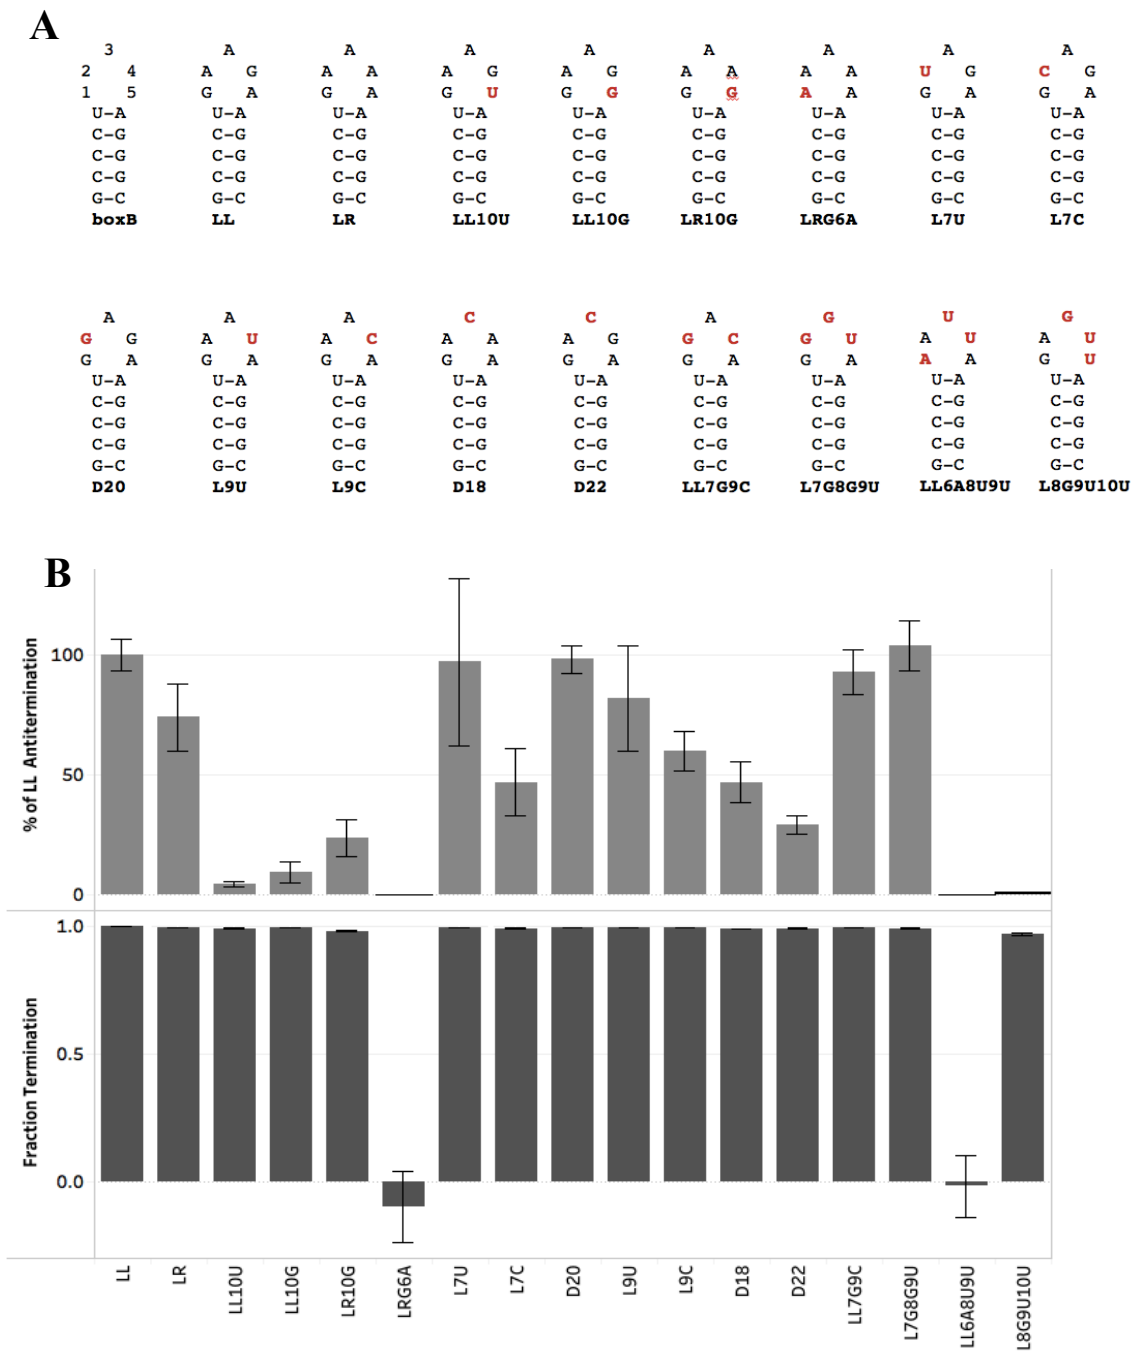 A
3 A A A A A A A A
2 4 A G A A A G A G A A A A U G C G
1 5 G A G A G U G G G G A A G A G A
U-A U-A U-A U-A U-A U-A U-A U-A U-A
C-G C-G C-G C-G C-G C-G C-G C-G C-G
C-G C-G C-G C-G C-G C-G C-G C-G C-G
C-G C-G C-G C-G C-G C-G C-G C-G C-G
G-C G-C G-C G-C G-C G-C G-C G-C G-C
boxB LL LR LL10U LL10G LR10G LRG6A L7U L7C
A A A C C A G U G
G G A U A C A A A G G C G U A U A U
G A G A G A G A G A G A G A A A G U
U-A U-A U-A U-A U-A U-A U-A U-A U-A
C-G C-G C-G C-G C-G C-G C-G C-G C-G
C-G C-G C-G C-G C-G C-G C-G C-G C-G
C-G C-G C-G C-G C-G C-G C-G C-G C-G
G-C G-C G-C G-C G-C G-C G-C G-C G-C
D20 L9U L9C D18 D22 LL7G9C L7G8G9U LL6A8U9U L8G9U10U
B
% of LL Antitermination
100
50
0
Fraction Termination
1.0
0.5
0.0
LL LR LL10U LL10G LR10G LRG6A L7U L7C D20 L9U L9C D18 D22 LL7G9C L7G8G9U LL6A8U9U L8G9U10U